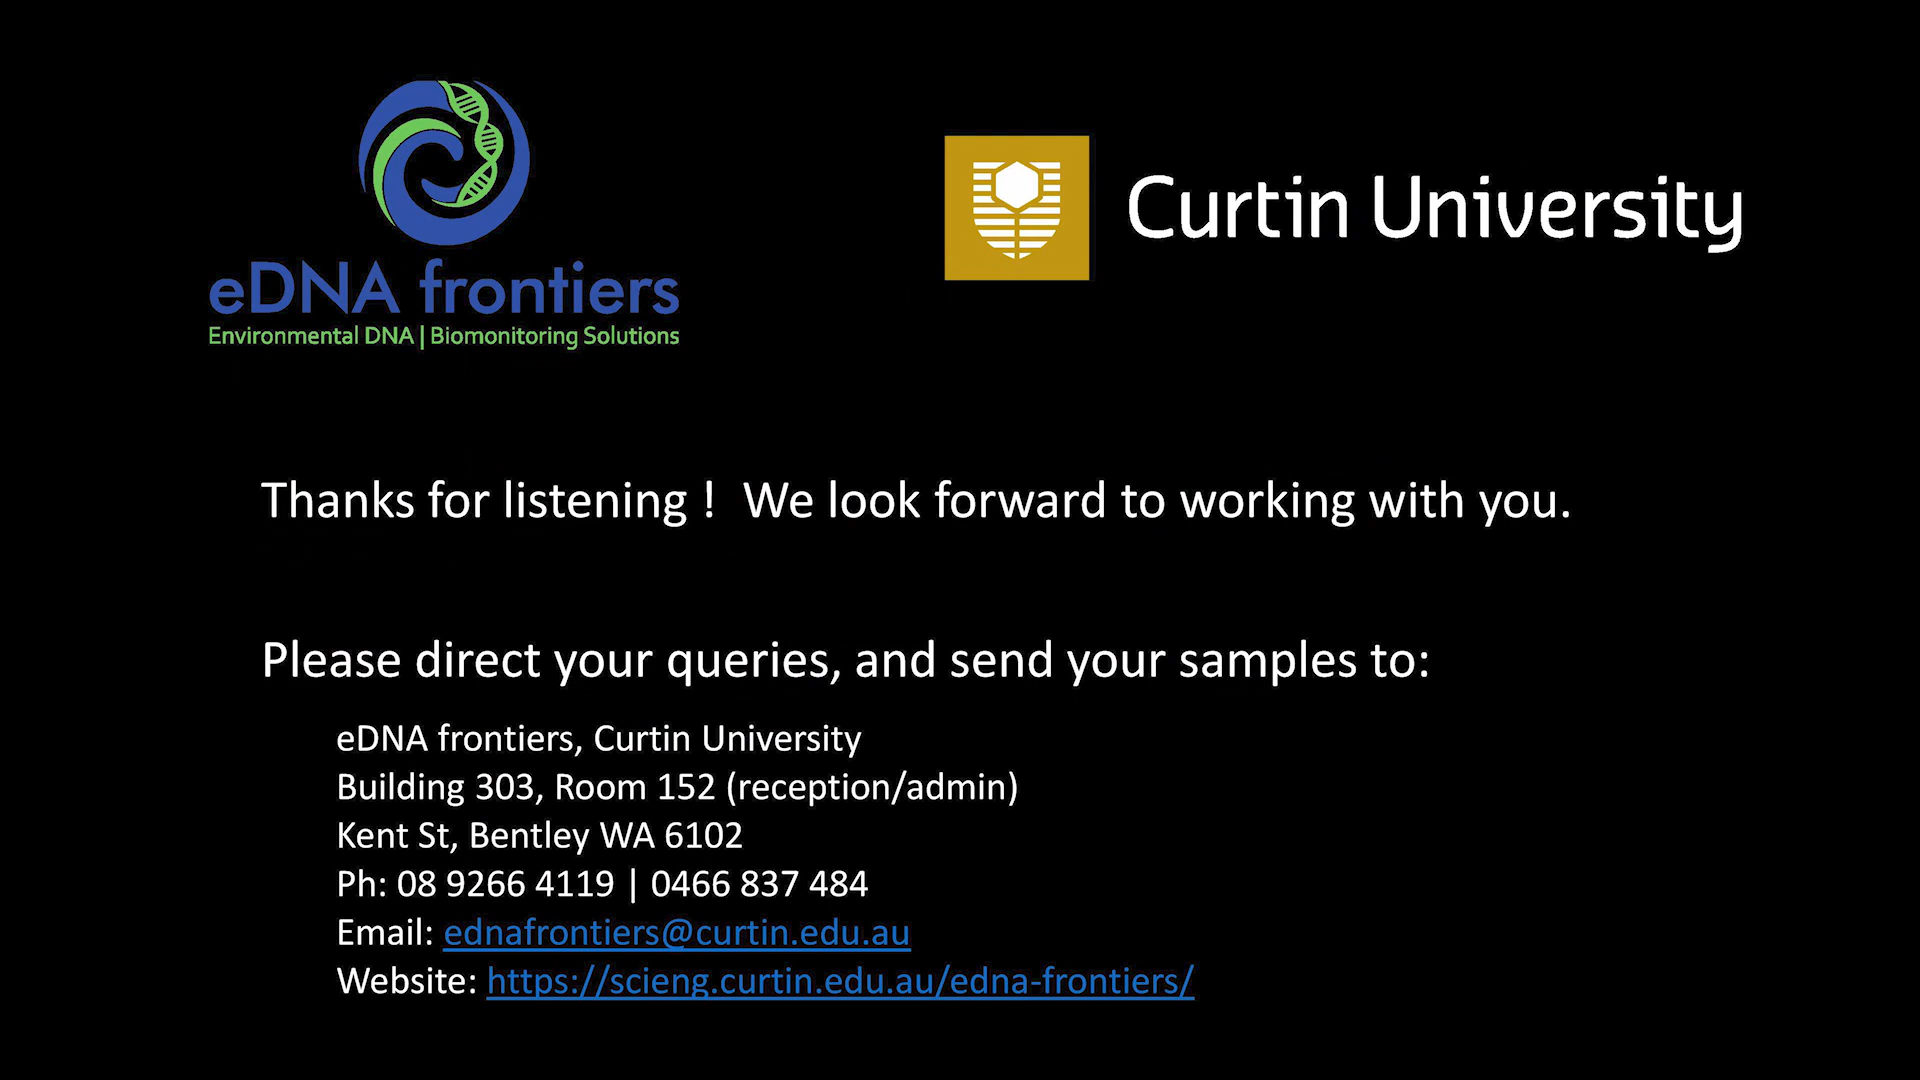 eDNA frontiers
Environmental DNA | Biomonitoring Solutions
Curtin University
Thanks for listening !  We look forward to working with you.
Please direct your queries, and send your samples to:
eDNA frontiers, Curtin University
Building 303, Room 152 (reception/admin)
Kent St, Bentley WA 6102
Ph: 08 9266 4119 | 0466 837 484
Email: ednafrontiers@curtin.edu.au
Website: https://scieng.curtin.edu.au/edna-frontiers/